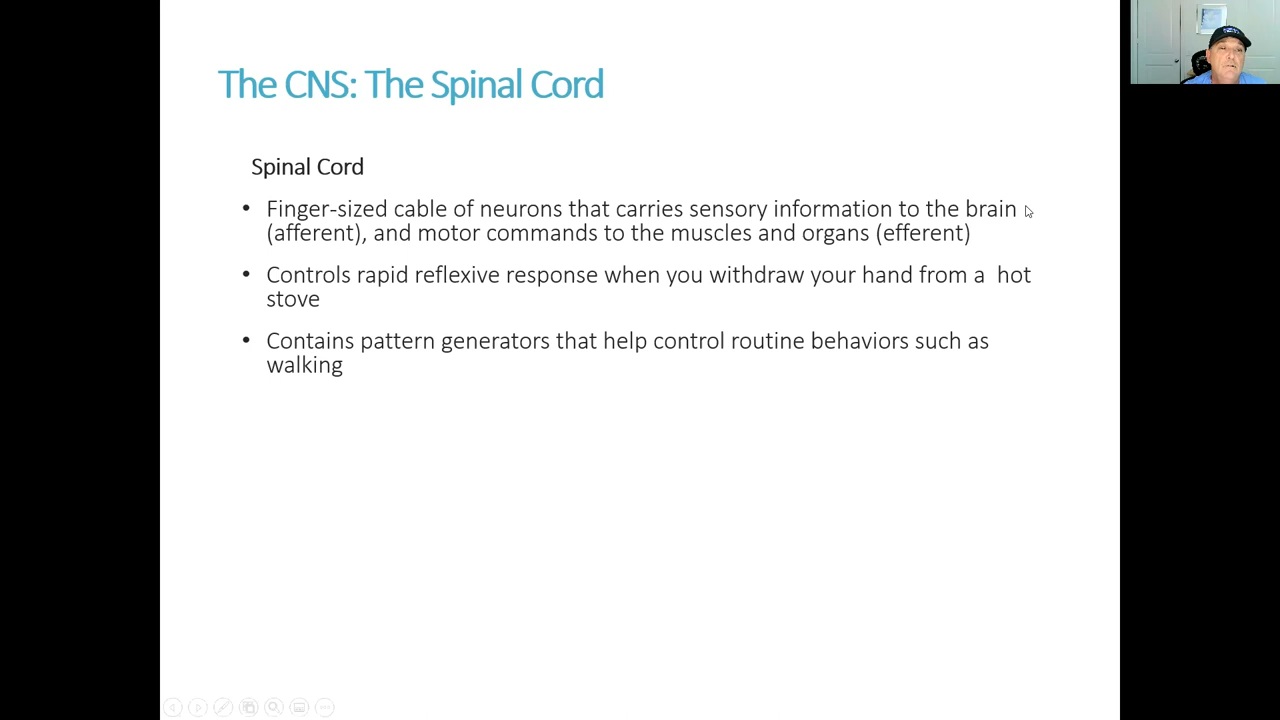 The CNS: The Spinal Cord
Spinal Cord
• Finger-sized cable of neurons that carries sensory information to the brain
(afferent), and motor commands to the muscles and organs (efferent)
• Controls rapid reflexive response when you withdraw your hand from a  hot
stove
• Contains pattern generators that help control routine behaviors such as
walking